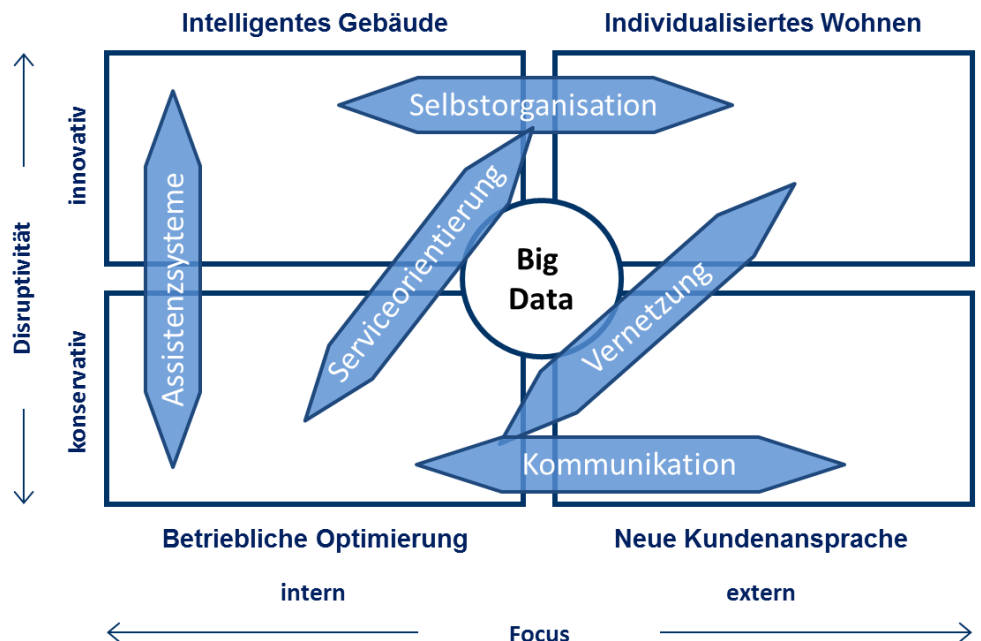 Intelligentes Gebäude
Individualisiertes Wohnen
Selbstorganisation
innovativ
Assistenzsysteme
Serviceorientierung
Big
Data
Vernetzung
Disruptivität
konservativ
Kommunikation
Betriebliche Optimierung
Neue Kundenansprache
intern
extern
Focus